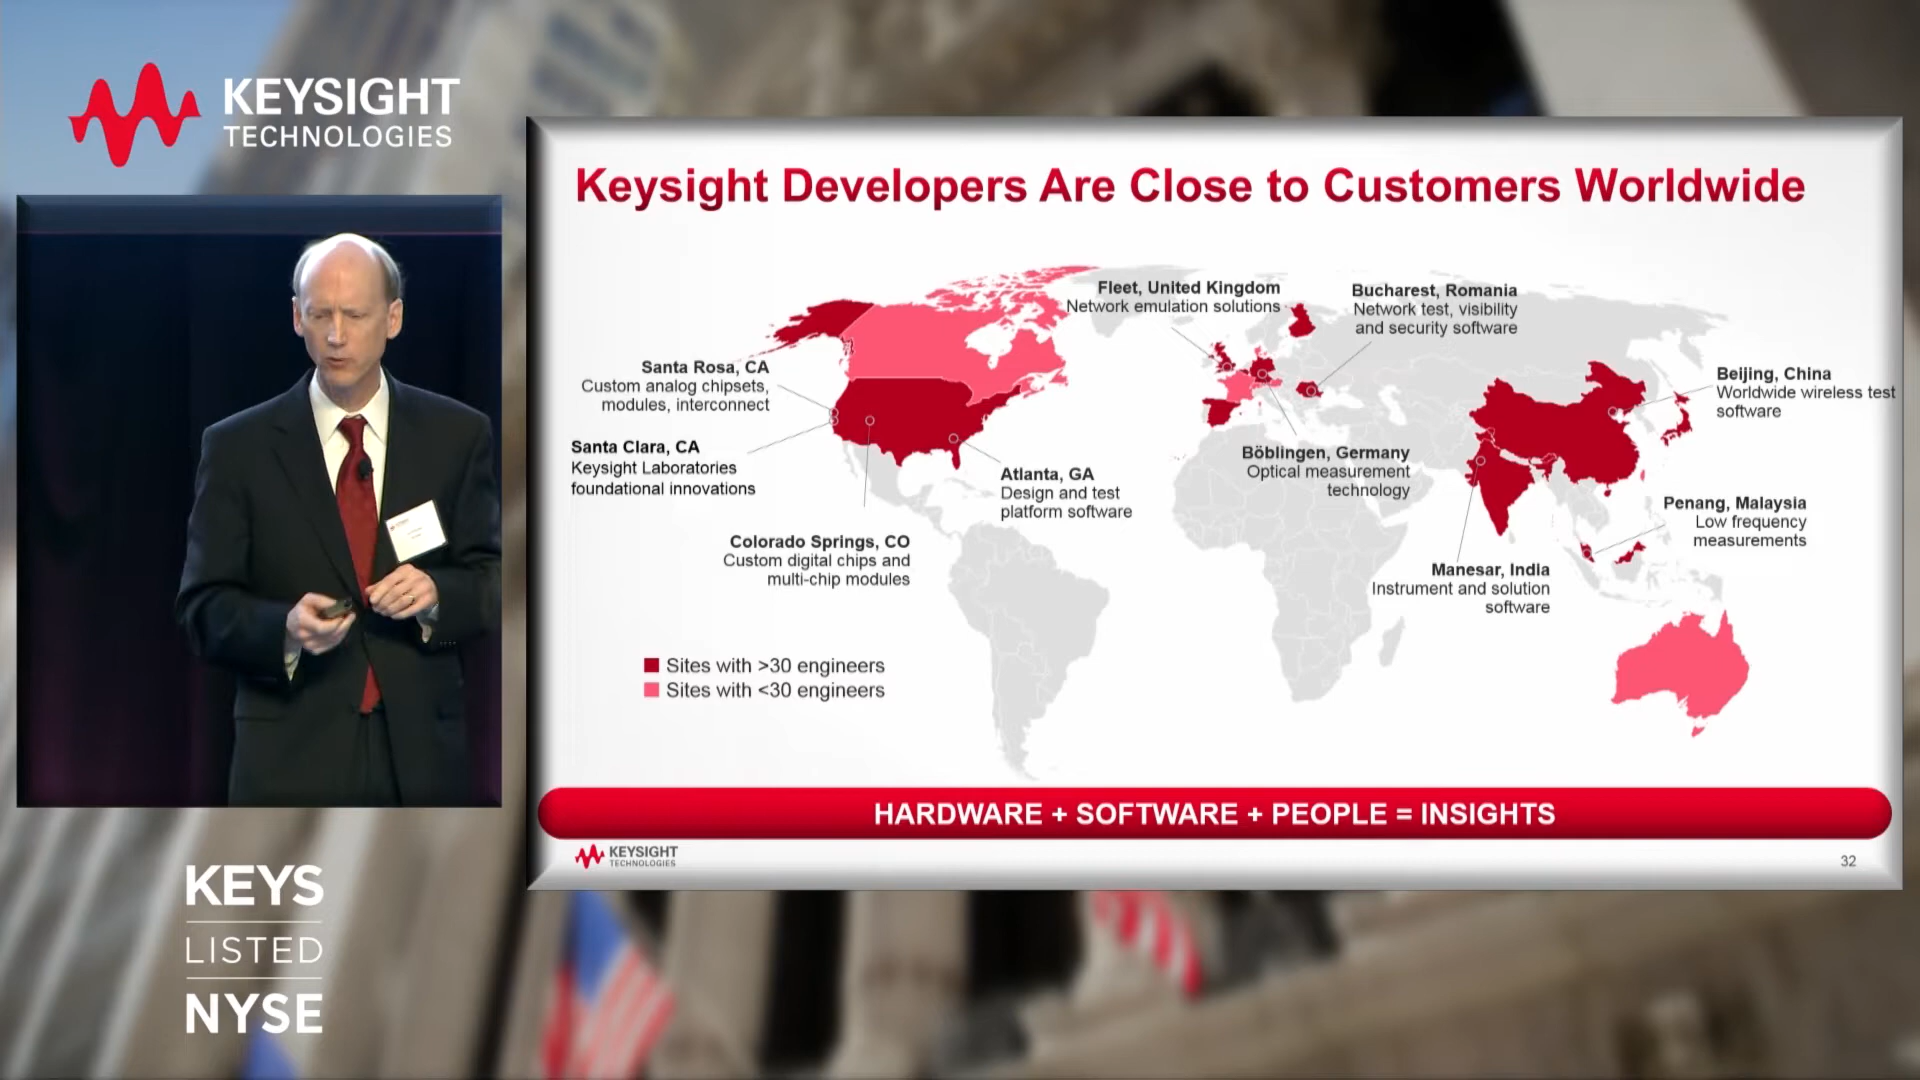 KEYSIGHT
TECHNOLOGIES
Keysight Developers Are Close to Customers Worldwide
Fleet, United Kingdom
Network emulation solutions
Bucharest, Romania
Network test, visibility
and security software
Santa Rosa, CA
Custom analog chipsets,
modules, interconnect
Beijing, China
Worldwide wireless test
software
Santa Clara, CA
Keysight Laboratories
foundational innovations
Atlanta, GA
Design and test
platform software
Böblingen, Germany
Optical measurement
technology
Penang, Malaysia
Low frequency
measurements
Colorado Springs, CO
Custom digital chips and
multi-chip modules
Manesar, India
Instrument and solution
software
Sites with >30 engineers
Sites with <30 engineers
HARDWARE + SOFTWARE + PEOPLE = INSIGHTS
KEYSIGHT
TECHNOLOGIES
32
KEYS
LISTED
NYSE